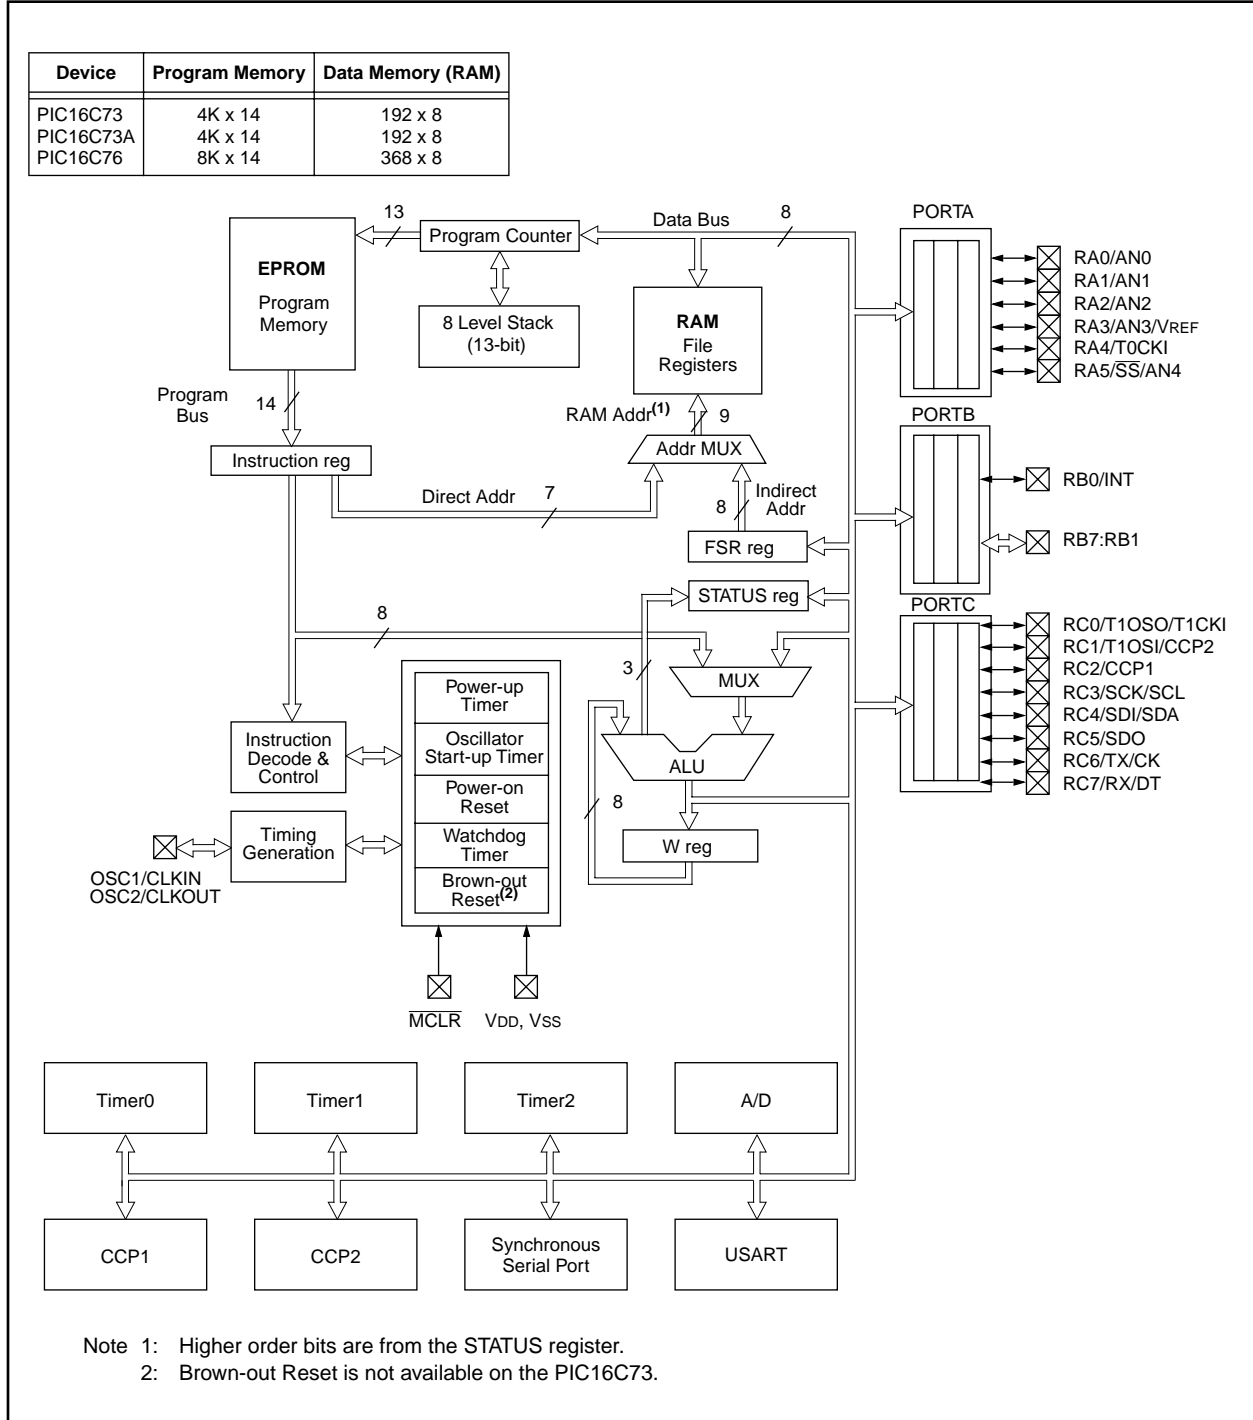 Device Program Memory Data Memory (RAM)
PIC16C73 4K x 14 192 x 8
PIC16C73A 4K x 14 192 x 8
PIC16C76 8K x 14 368 x 8
EPROM
Program
Memory
13
Program Counter
8 Level Stack
(13-bit)
Data Bus
8
RAM
File
Registers
RAM Addr(1)
9
Addr MUX
Program
Bus
14
Instruction reg
Direct Addr
7
8
Indirect
Addr
FSR reg
STATUS reg
8
3
MUX
ALU
8
W reg
Power-up
Timer
Oscillator
Start-up Timer
Power-on
Reset
Watchdog
Timer
Brown-out
Reset(2)
Instruction
Decode &
Control
Timing
Generation
OSC1/CLKIN
OSC2/CLKOUT
MCLR
VDD, VSS
PORTA
RA0/AN0
RA1/AN1
RA2/AN2
RA3/AN3/VREF
RA4/T0CKI
RA5/SS/AN4
PORTB
RB0/INT
RB7:RB1
PORTC
RC0/T1OSO/T1CKI
RC1/T1OSI/CCP2
RC2/CCP1
RC3/SCK/SCL
RC4/SDI/SDA
RC5/SDO
RC6/TX/CK
RC7/RX/DT
Timer0
Timer1
Timer2
A/D
CCP1
CCP2
Synchronous
Serial Port
USART
Note 1: Higher order bits are from the STATUS register.
2: Brown-out Reset is not available on the PIC16C73.